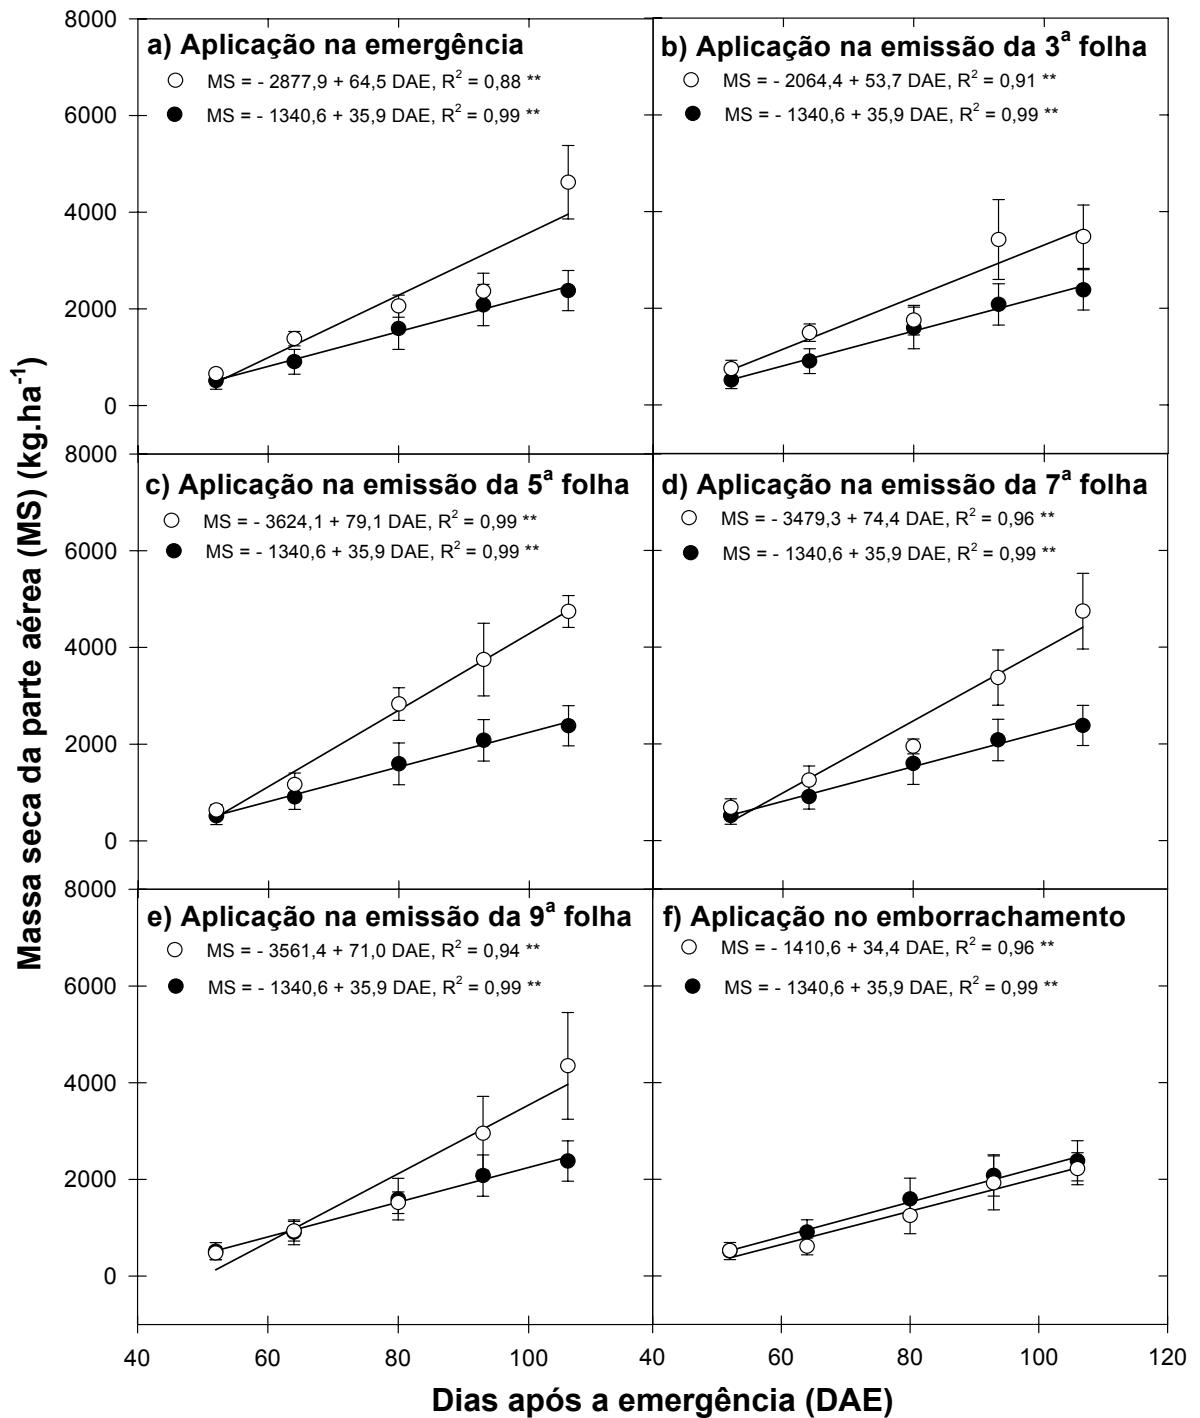 Massa seca da parte aérea (MS) (kg.ha⁻¹)
8000
6000
4000
2000
0
a) Aplicação na emergência
MS = - 2877,9 + 64,5 DAE, R² = 0,88 **
MS = - 1340,6 + 35,9 DAE, R² = 0,99 **
b) Aplicação na emissão da 3ª folha
MS = - 2064,4 + 53,7 DAE, R² = 0,91 **
MS = - 1340,6 + 35,9 DAE, R² = 0,99 **
8000
6000
4000
2000
0
c) Aplicação na emissão da 5ª folha
MS = - 3624,1 + 79,1 DAE, R² = 0,99 **
MS = - 1340,6 + 35,9 DAE, R² = 0,99 **
d) Aplicação na emissão da 7ª folha
MS = - 3479,3 + 74,4 DAE, R² = 0,96 **
MS = - 1340,6 + 35,9 DAE, R² = 0,99 **
8000
6000
4000
2000
0
e) Aplicação na emissão da 9ª folha
MS = - 3561,4 + 71,0 DAE, R² = 0,94 **
MS = - 1340,6 + 35,9 DAE, R² = 0,99 **
f) Aplicação no emborrachamento
MS = - 1410,6 + 34,4 DAE, R² = 0,96 **
MS = - 1340,6 + 35,9 DAE, R² = 0,99 **
40 60 80 100 40 60 80 100 120
Dias após a emergência (DAE)